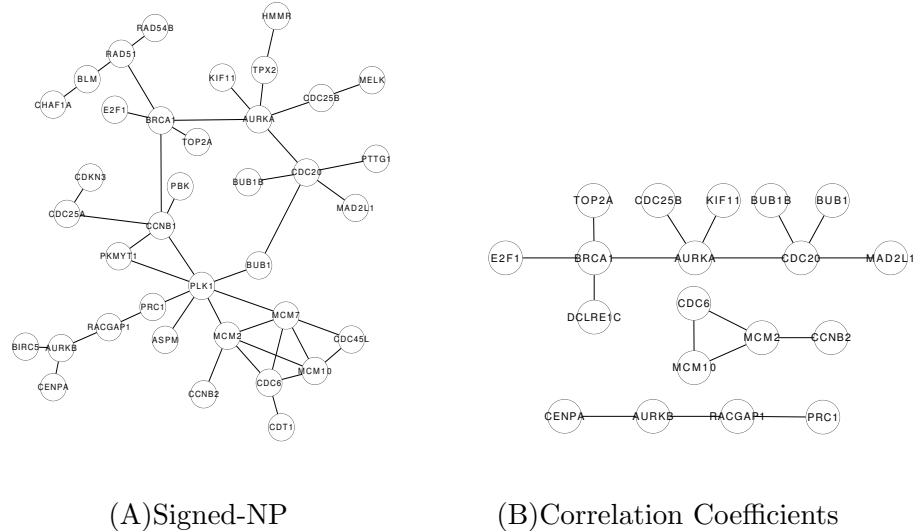 HMMR
RAD54B
RAD51
TPX2
KIF11
MELK
BLM
CDC25B
CHAF1A
E2F1
BRCA1
AURKA
TOP2A
PTTG1
CDC20
BUB1B
CDKN3
PBK
MAD2L1
CDC25A
CCNB1
PKMYT1
BUB1
PLK1
PRC1
MCM7
RACGAP1
MCM2
CDC45L
ASPM
BIRC5
AURKB
MCM10
CDC6
CENPA
CCNB2
CDT1
(A)Signed-NP
TOP2A
CDC25B
KIF11
BUB1B
BUB1
E2F1
BRCA1
AURKA
CDC20
MAD2L1
CDC6
DCLRE1C
MCM2
CCNB2
MCM10
CENPA
AURKB
RACGAP1
PRC1
(B)Correlation Coefficients